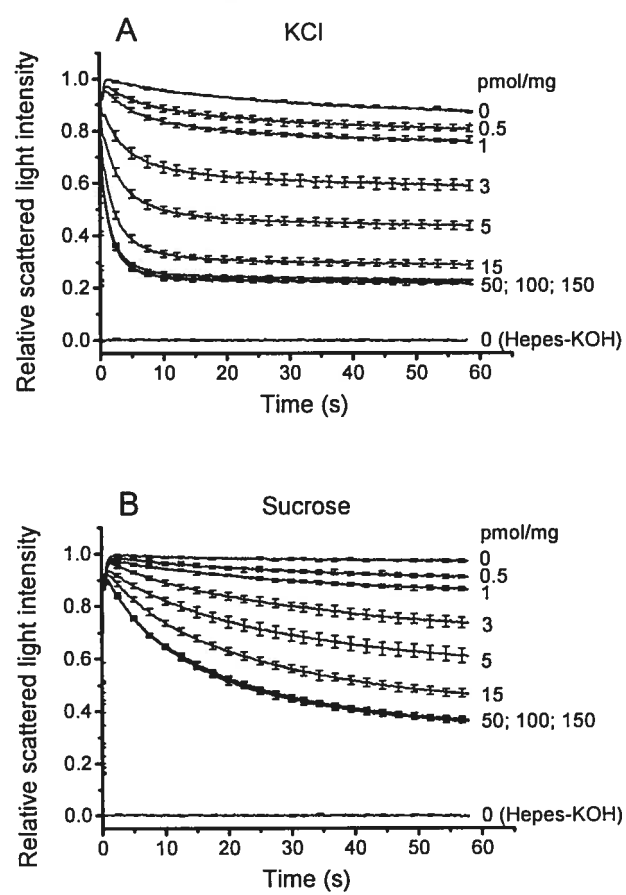 A
KCl
Relative scattered light intensity
pmol/mg
1.0
0.8
0.6
0.4
0.2
0.0
0
0.5
1
3
5
15
50; 100; 150
0 (Hepes-KOH)
0 10 20 30 40 50 60
Time (s)
B
Sucrose
Relative scattered light intensity
pmol/mg
1.0
0.8
0.6
0.4
0.2
0.0
0
0.5
1
3
5
15
50; 100; 150
0 (Hepes-KOH)
0 10 20 30 40 50 60
Time (s)